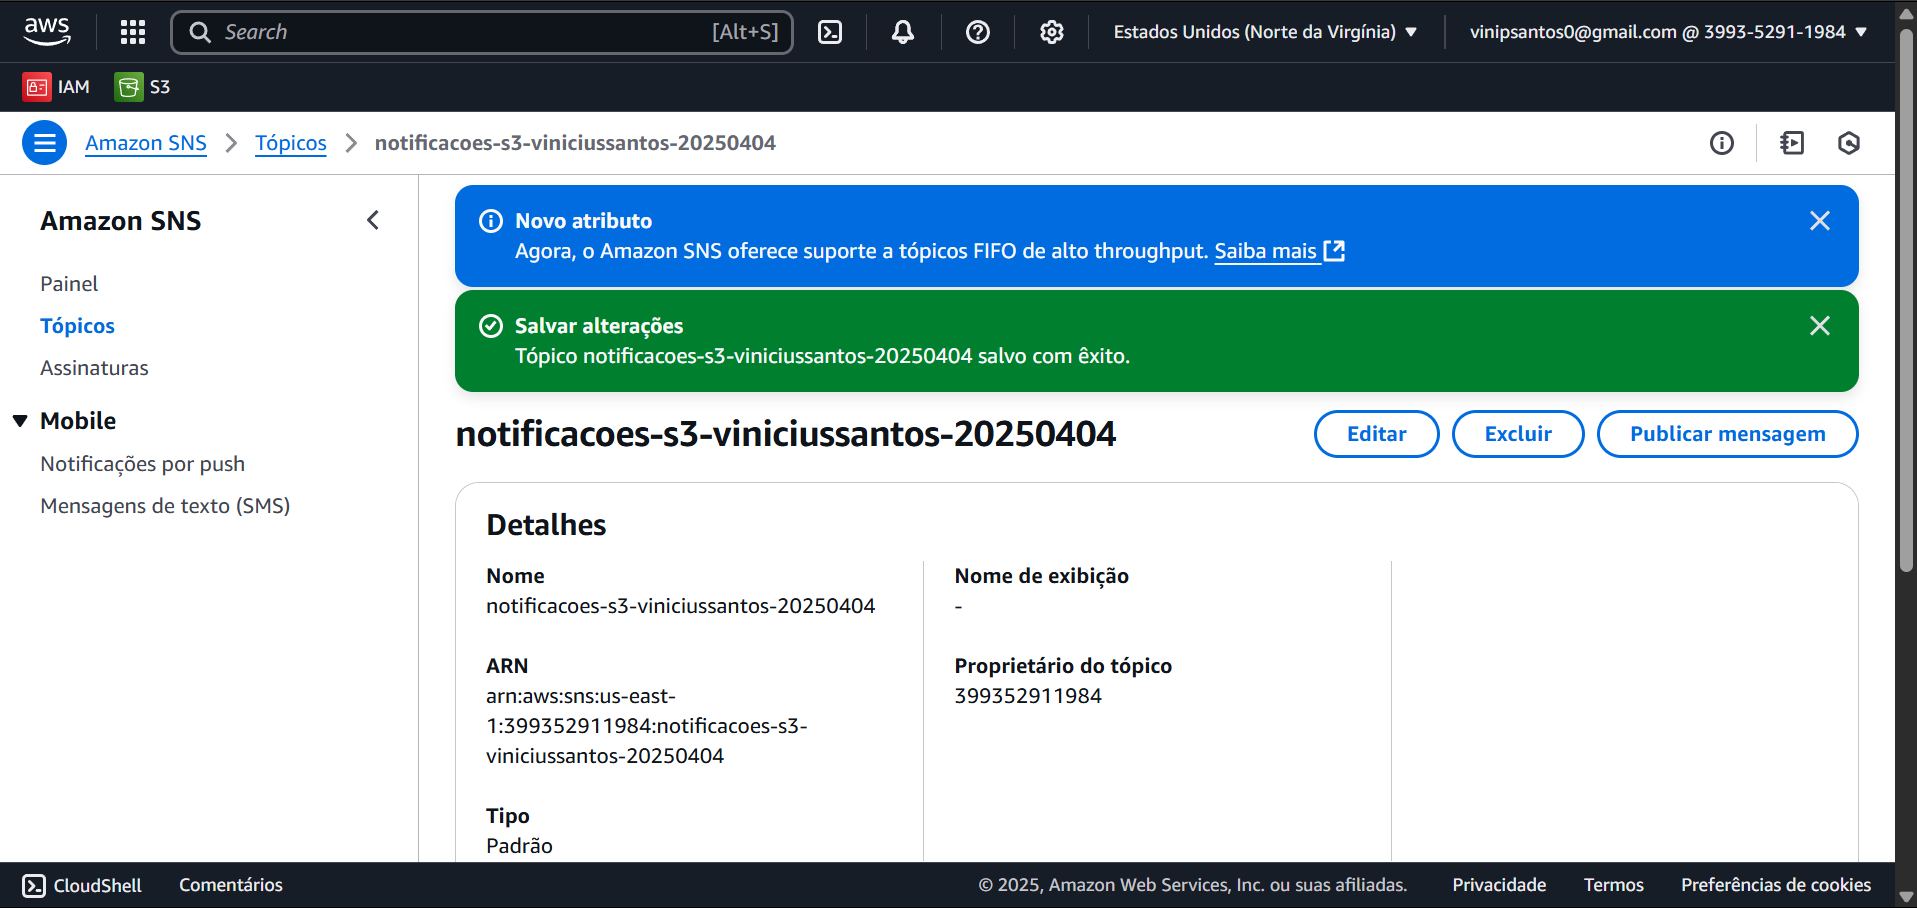 aws
Search
[Alt+S]
Estados Unidos (Norte da Virgínia)
vinipsantos0@gmail.com @ 3993-5291-1984
IAM
S3
Amazon SNS
Tópicos
notificacoes-s3-viniciussantos-20250404
Amazon SNS
Painel
Tópicos
Assinaturas
Mobile
Notificações por push
Mensagens de texto (SMS)
Novo atributo
Agora, o Amazon SNS oferece suporte a tópicos FIFO de alto throughput. Saiba mais
Salvar alterações
Tópico notificacoes-s3-viniciussantos-20250404 salvo com êxito.
notificacoes-s3-viniciussantos-20250404
Editar
Excluir
Publicar mensagem
Detalhes
Nome
notificacoes-s3-viniciussantos-20250404
ARN
arn:aws:sns:us-east-
1:399352911984:notificacoes-s3-
viniciussantos-20250404
Tipo
Padrão
Nome de exibição
-
Proprietário do tópico
399352911984
CloudShell
Comentários
© 2025, Amazon Web Services, Inc. ou suas afiliadas.
Privacidade
Termos
Preferências de cookies